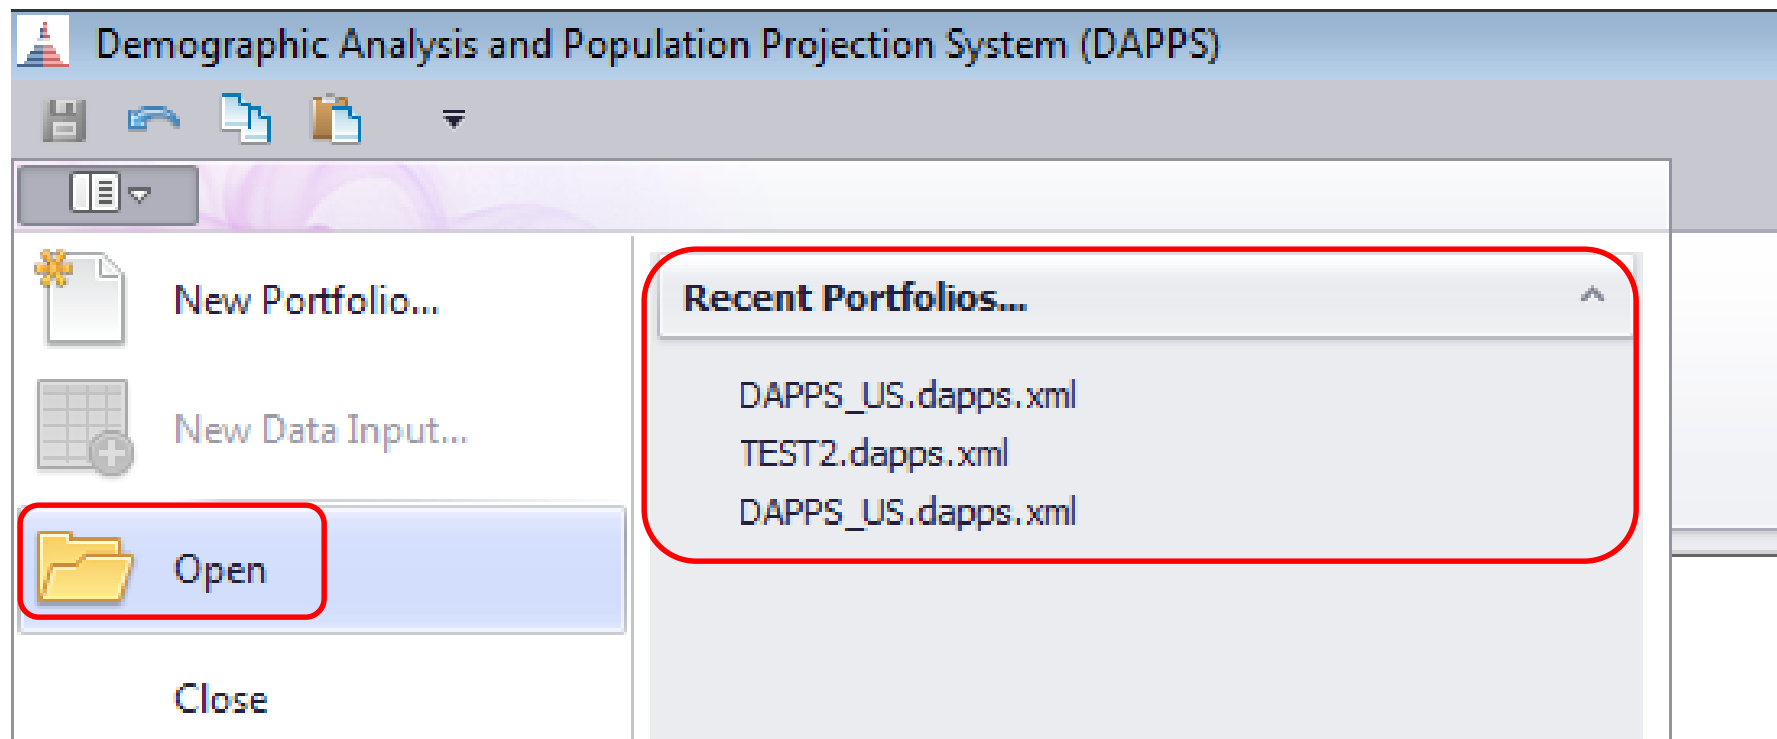 Demographic Analysis and Population Projection System (DAPPS)
New Portfolio...
New Data Input...
Open
Close
Recent Portfolios...
DAPPS_US.dapps.xml
TEST2.dapps.xml
DAPPS_US.dapps.xml